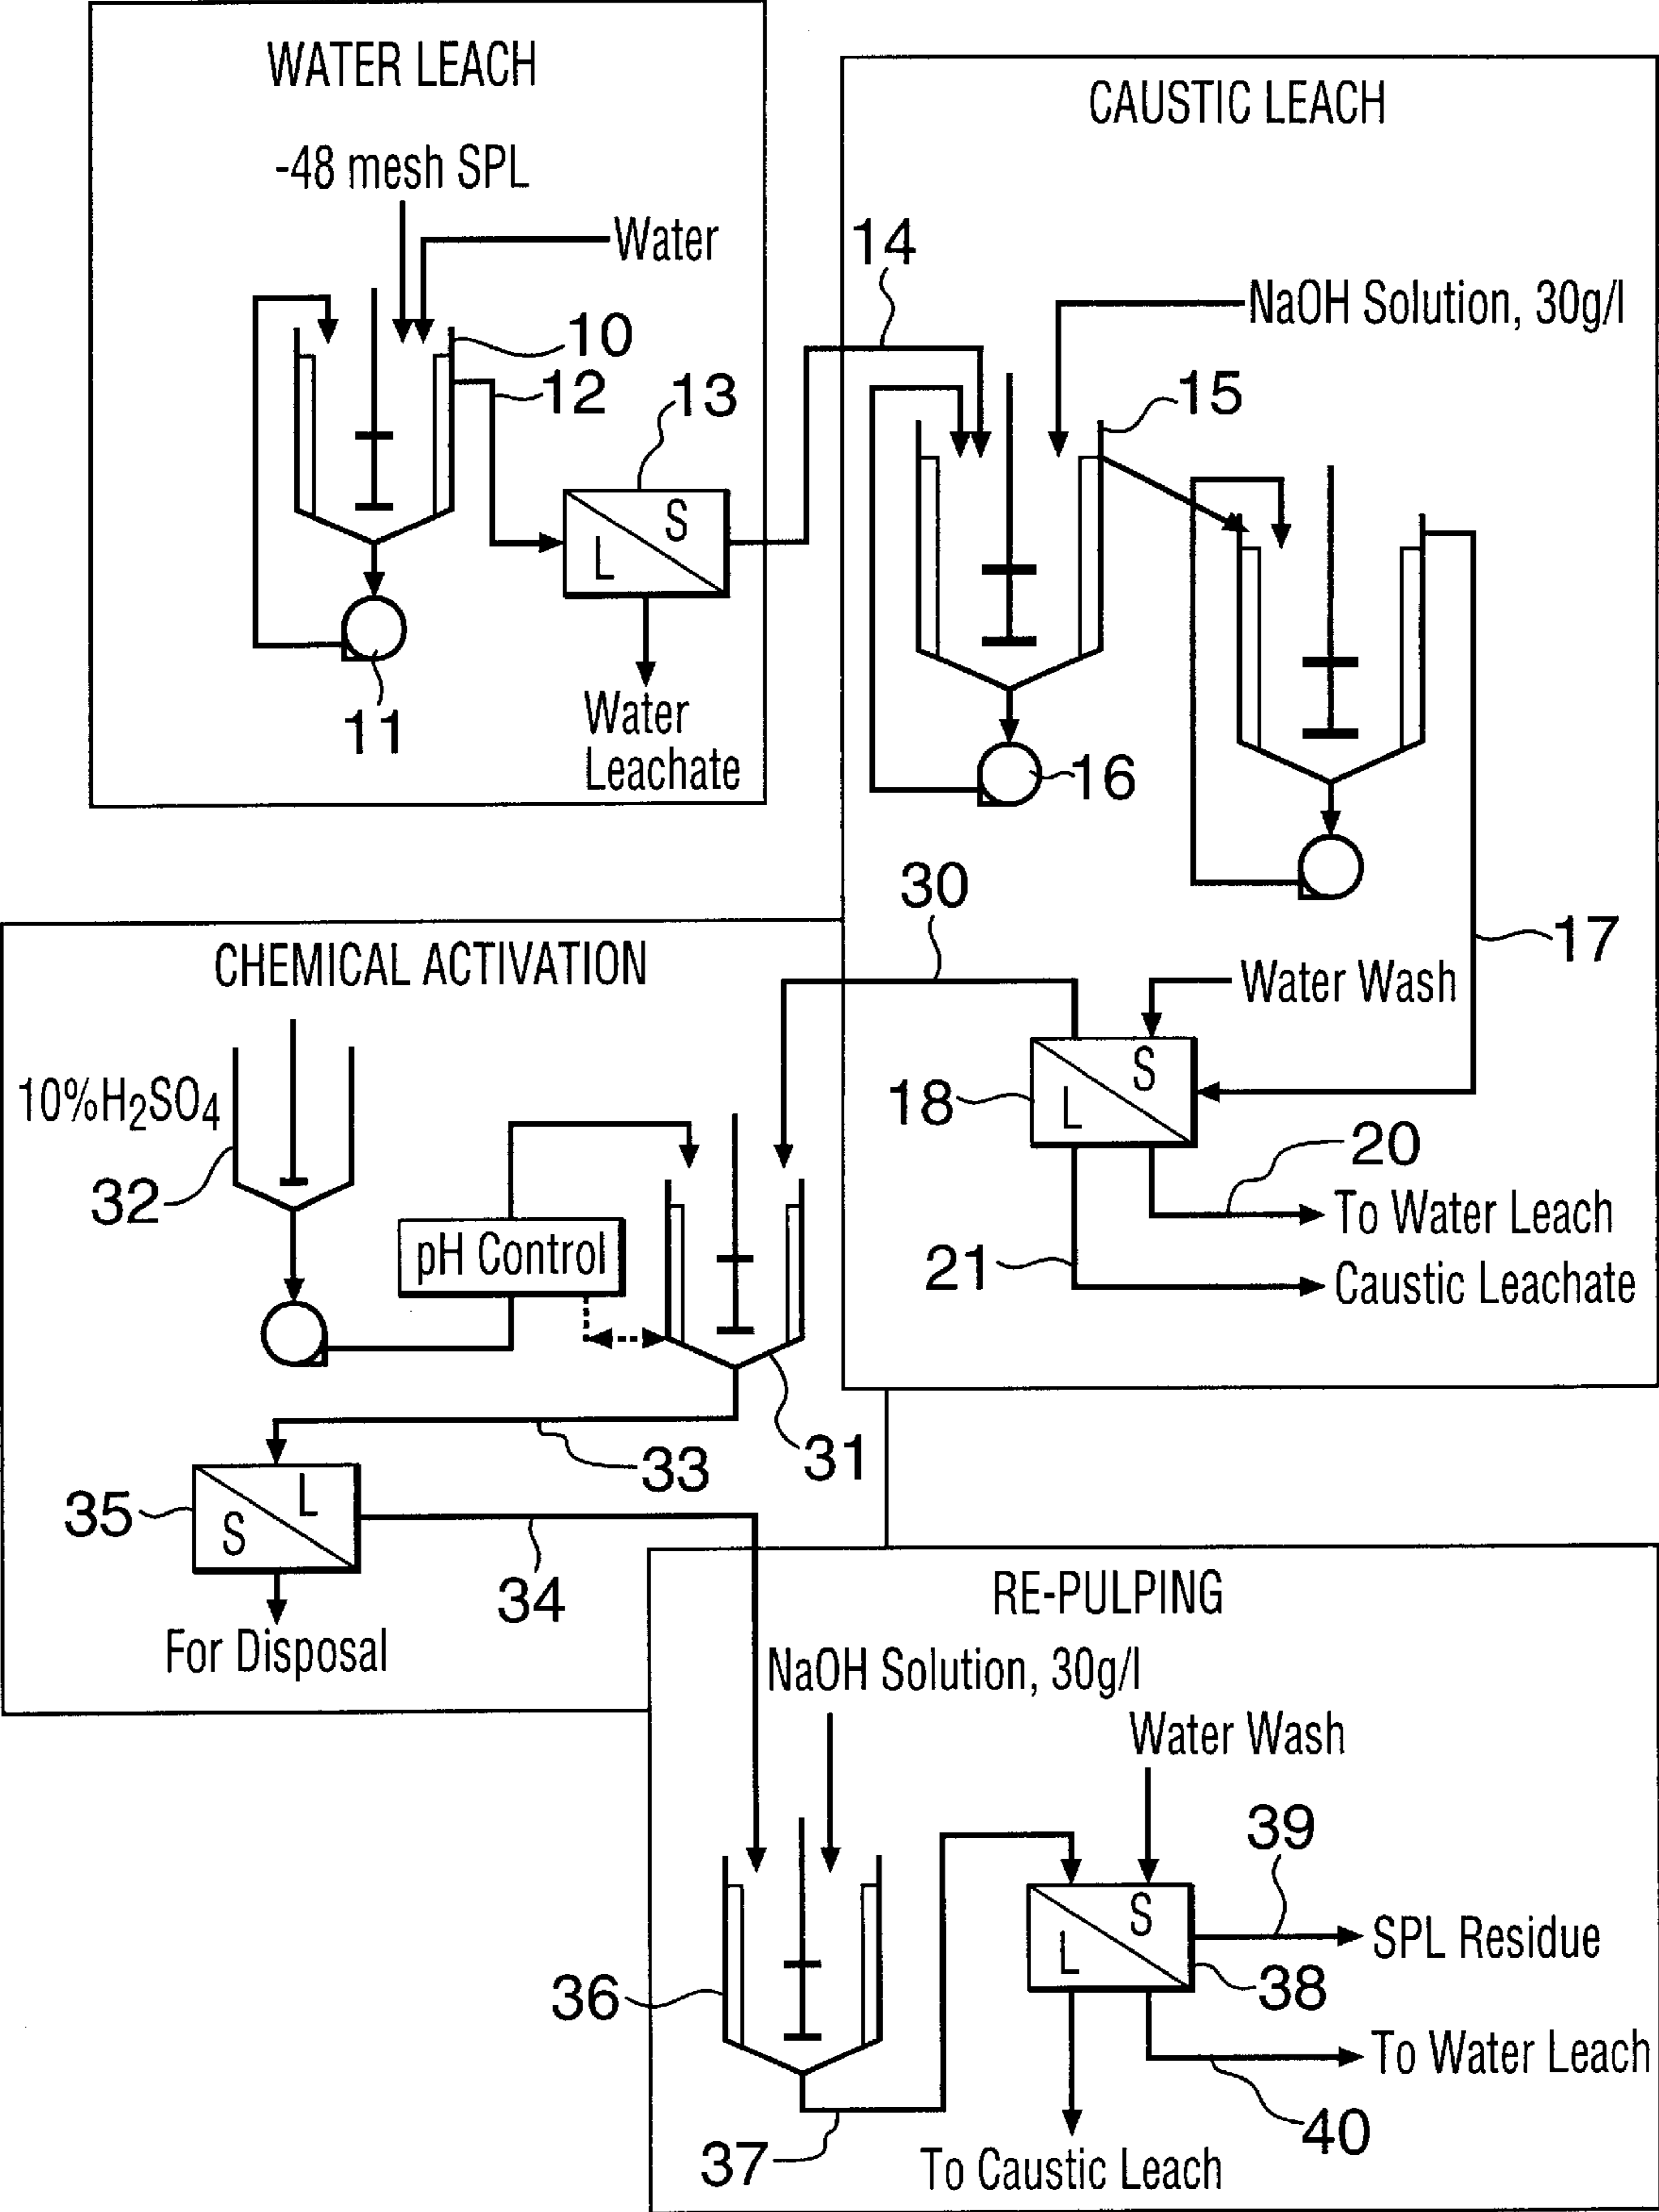 WATER LEACH
-48 mesh SPL
Water
10
12
13
11
Water
Leachate
CAUSTIC LEACH
14
NaOH Solution, 30g/l
15
16
17
30
Water Wash
S
L
18
S
L
20
To Water Leach
21
Caustic Leachate
CHEMICAL ACTIVATION
10%H2SO4
32
pH Control
31
33
35
L
S
34
For Disposal
RE-PULPING
NaOH Solution, 30g/l
Water Wash
39
S
L
SPL Residue
38
36
To Water Leach
40
37
To Caustic Leach